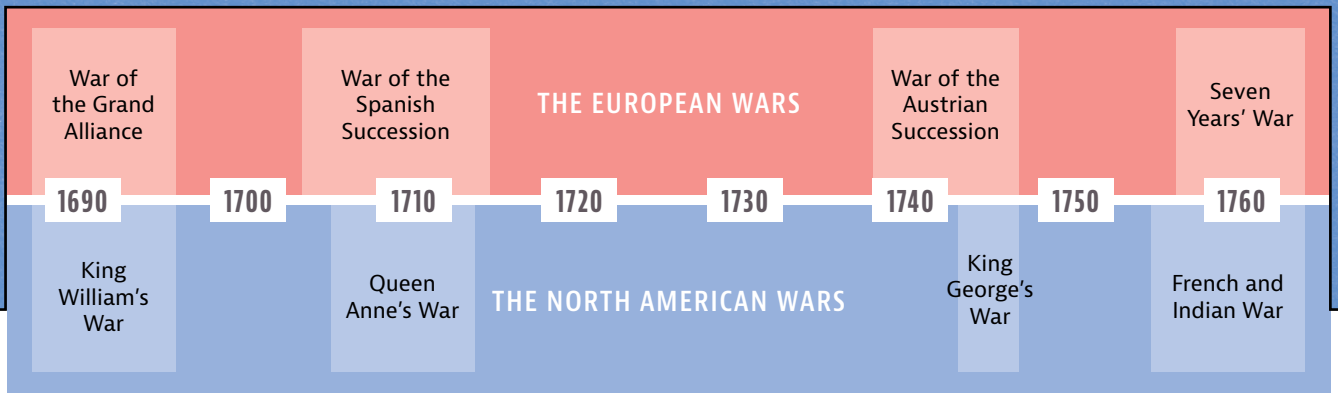 War of
the Grand
Alliance
War of the
Spanish
Succession
THE EUROPEAN WARS
War of the
Austrian
Succession
Seven
Years’ War
1690
1700
1710
1720
1730
1740
1750
1760
King
William’s
War
Queen
Anne’s War
THE NORTH AMERICAN WARS
King
George’s
War
French and
Indian War